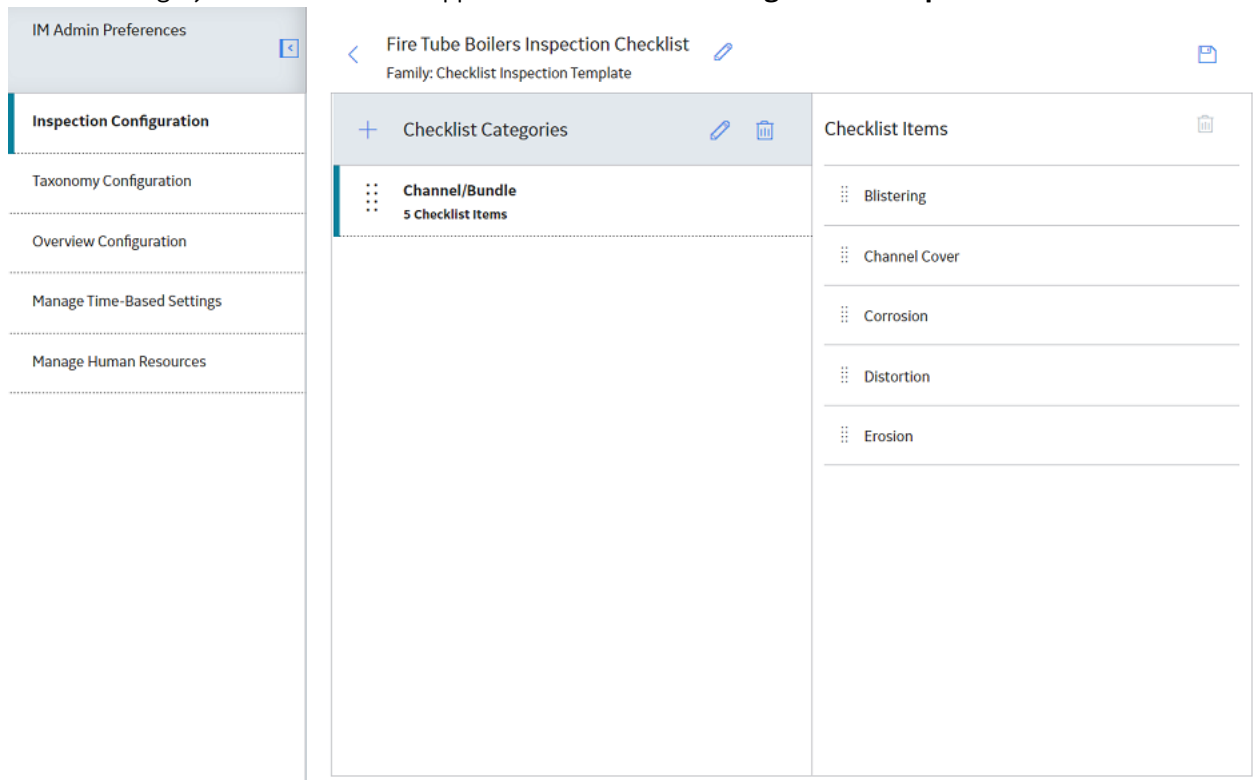 IM Admin Preferences
Inspection Configuration
Taxonomy Configuration
Overview Configuration
Manage Time-Based Settings
Manage Human Resources
Fire Tube Boilers Inspection Checklist
Family: Checklist Inspection Template
Checklist Categories
Channel/Bundle
5 Checklist Items
Checklist Items
Blistering
Channel Cover
Corrosion
Distortion
Erosion